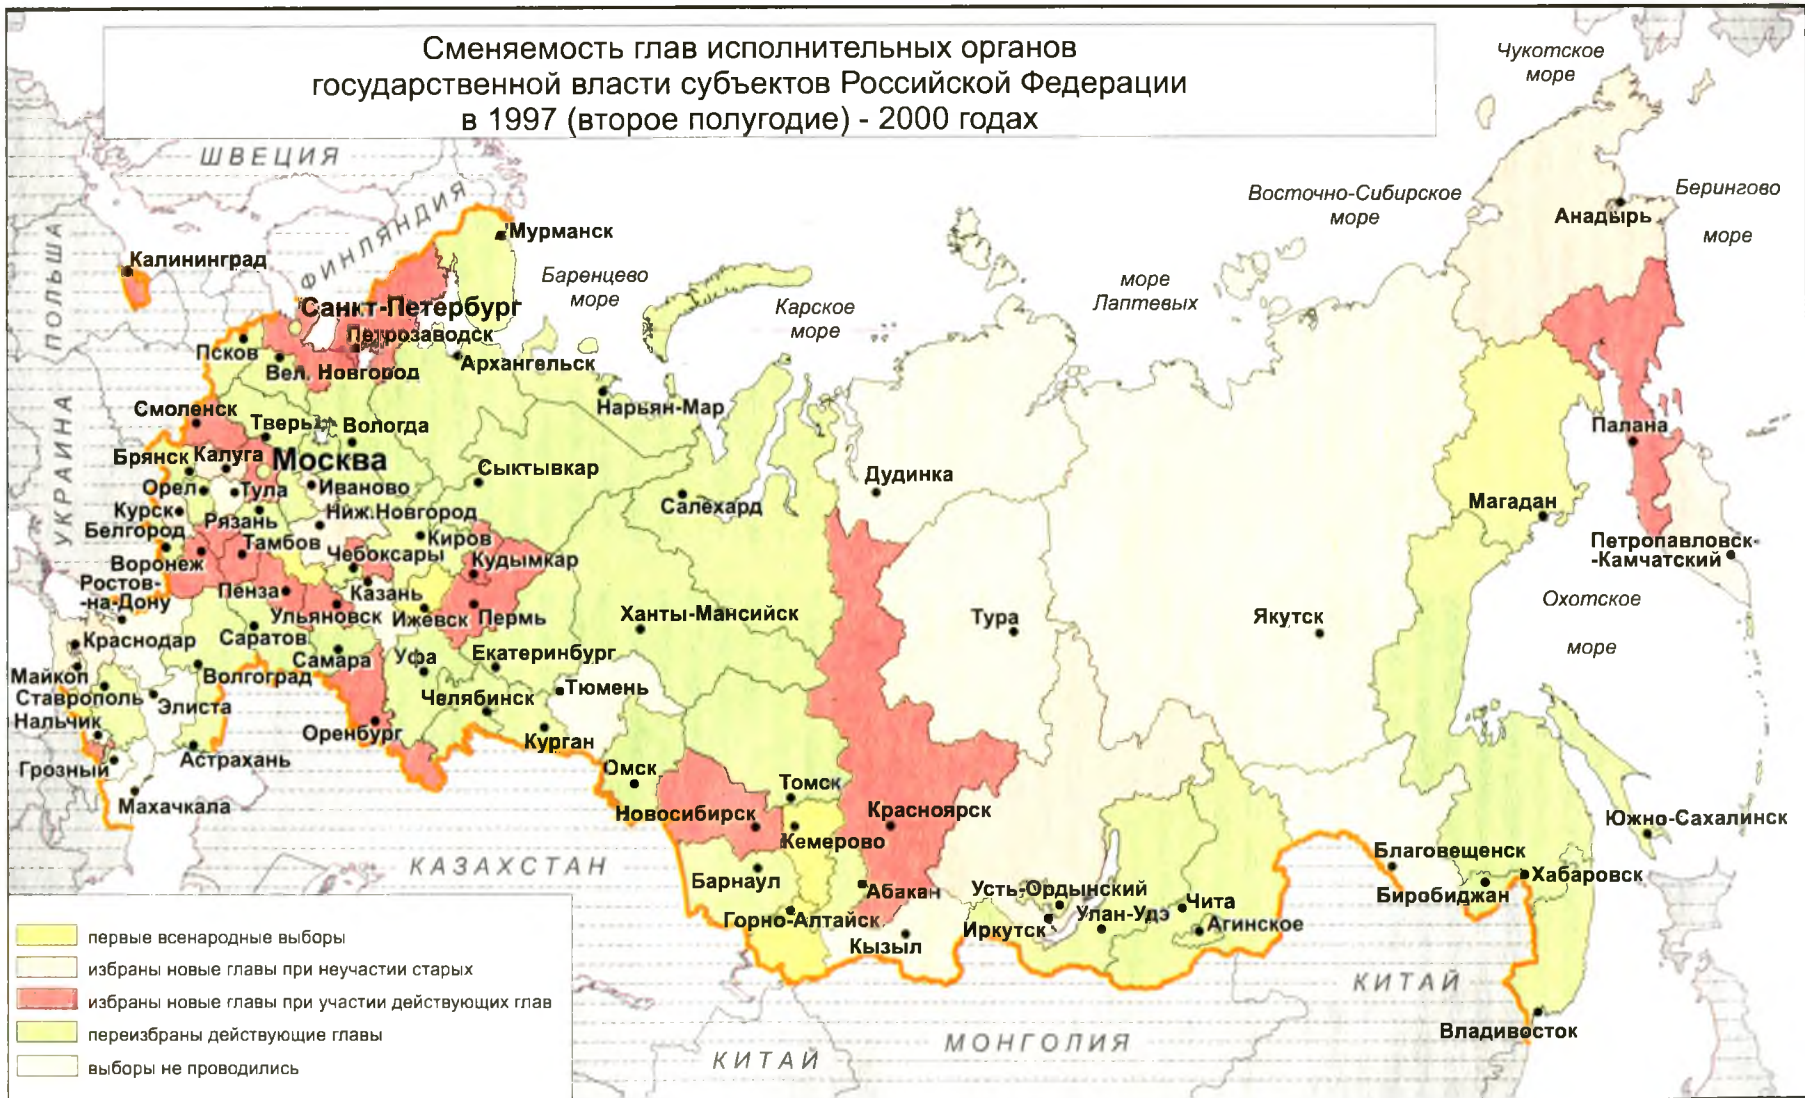 Сменяемость глав исполнительных органов
государственной власти субъектов Российской Федерации
в 1997 (второе полугодие) - 2000 годах
Чукотское
море
ШВЕЦИЯ
ФИНЛЯНДИЯ
ПОЛЬША
УКРАИНА
Восточно-Сибирское
море
Берингово
море
Анадырь
Мурманск
Калининград
Баренцево
море
Карское
море
море
Лаптевых
Санкт-Петербург
Петрозаводск
Псков
Вел. Новгород
Архангельск
Нарьян-Мар
Смоленск
Тверь
Вологда
Палана
Брянск
Калуга
Москва
Сыктывкар
Дудинка
Орел
Тула
Иваново
Салехард
Магадан
Курск
Рязань
Ниж.Новгород
Белгород
Тамбов
Киров
Воронеж
Чебоксары
Кудымкар
Петропавловск-
-Камчатский
Ростов-
-на-Дону
Пенза
Казань
Ульяновск
Ижевск
Пермь
Ханты-Мансийск
Тура
Якутск
Охотское
море
Краснодар
Саратов
Самара
Уфа
Екатеринбург
Майкоп
Волгоград
Тюмень
Ставрополь
Элиста
Челябинск
Нальчик
Оренбург
Курган
Грозный
Астрахань
Омск
Томск
Махачкала
Новосибирск
Красноярск
Южно-Сахалинск
Кемерово
КАЗАХСТАН
Благовещенск
Хабаровск
Барнаул
Абакан
Усть-Ордынский
Биробиджан
Горно-Алтайск
Улан-Удэ
Чита
Кызыл
Иркутск
Агинское
КИТАЙ
Владивосток
МОНГОЛИЯ
КИТАЙ
первые всенародные выборы
избраны новые главы при неучастии старых
избраны новые главы при участии действующих глав
переизбраны действующие главы
выборы не проводились